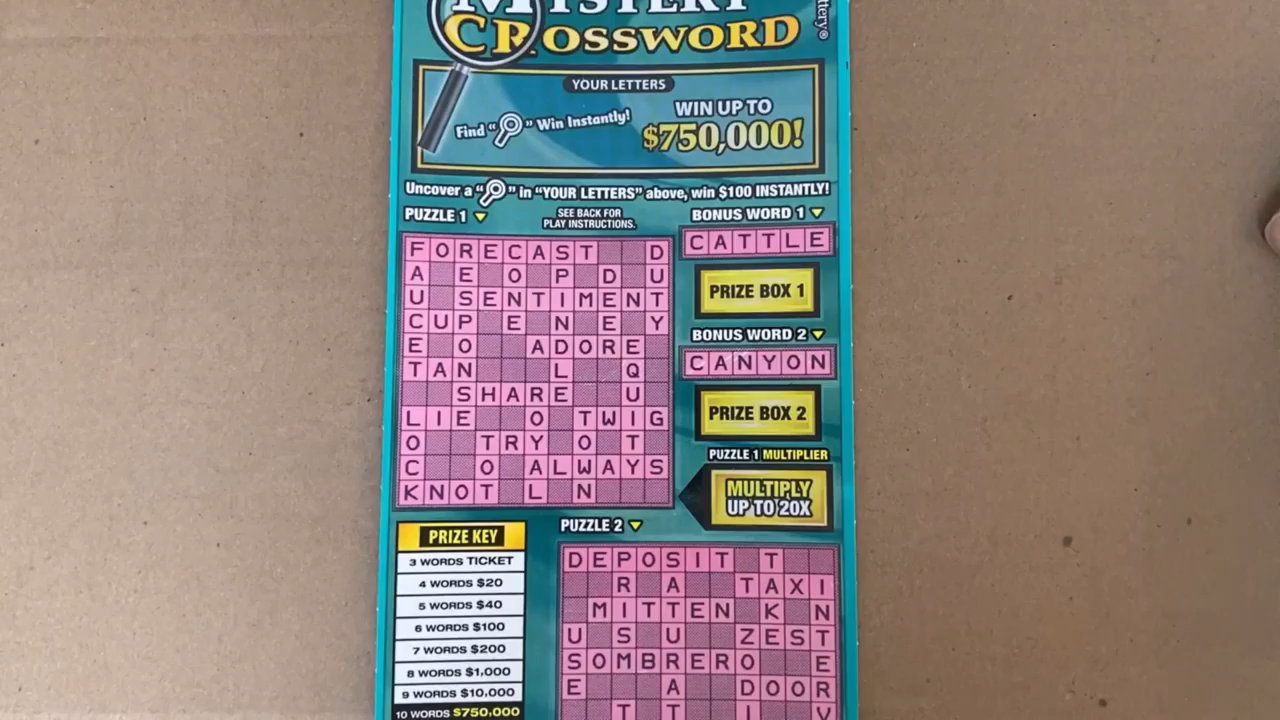 MYSTERY
CROSSWORD
YOUR LETTERS
Find “ ” Win Instantly!
WIN UP TO
$750,000!
Uncover a “ ” in “YOUR LETTERS” above, win $100 INSTANTLY!
PUZZLE 1
SEE BACK FOR
PLAY INSTRUCTIONS.
BONUS WORD 1
CATTLE
PRIZE BOX 1
BONUS WORD 2
CANYON
PRIZE BOX 2
PUZZLE 1 MULTIPLIER
MULTIPLY
UP TO 20X
FORECAST D
A E O P D U
U SENTIMENT
CUP E N E Y
E O ADORE
TAN L Q
SHARE U
LIE O TWIG
O TRY O T
C O ALWAYS
KNOT L N
PRIZE KEY
3 WORDS TICKET
4 WORDS $20
5 WORDS $40
6 WORDS $100
7 WORDS $200
8 WORDS $1,000
9 WORDS $10,000
10 WORDS $750,000
PUZZLE 2
DEPOSIT T
R A TAXI
MITTEN K N
U S U ZEST
SOMBRERO E
E A DOOR